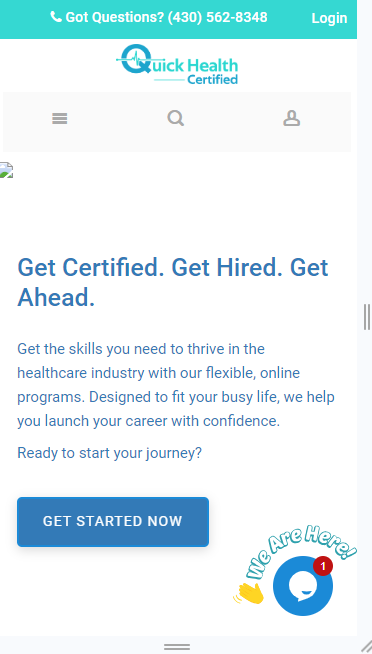 Got Questions? (430) 562-8348
Login
Quick Health
Certified
Get Certified. Get Hired. Get
Ahead.
Get the skills you need to thrive in the
healthcare industry with our flexible, online
programs. Designed to fit your busy life, we help
you launch your career with confidence.
Ready to start your journey?
GET STARTED NOW
We Are Here!
1